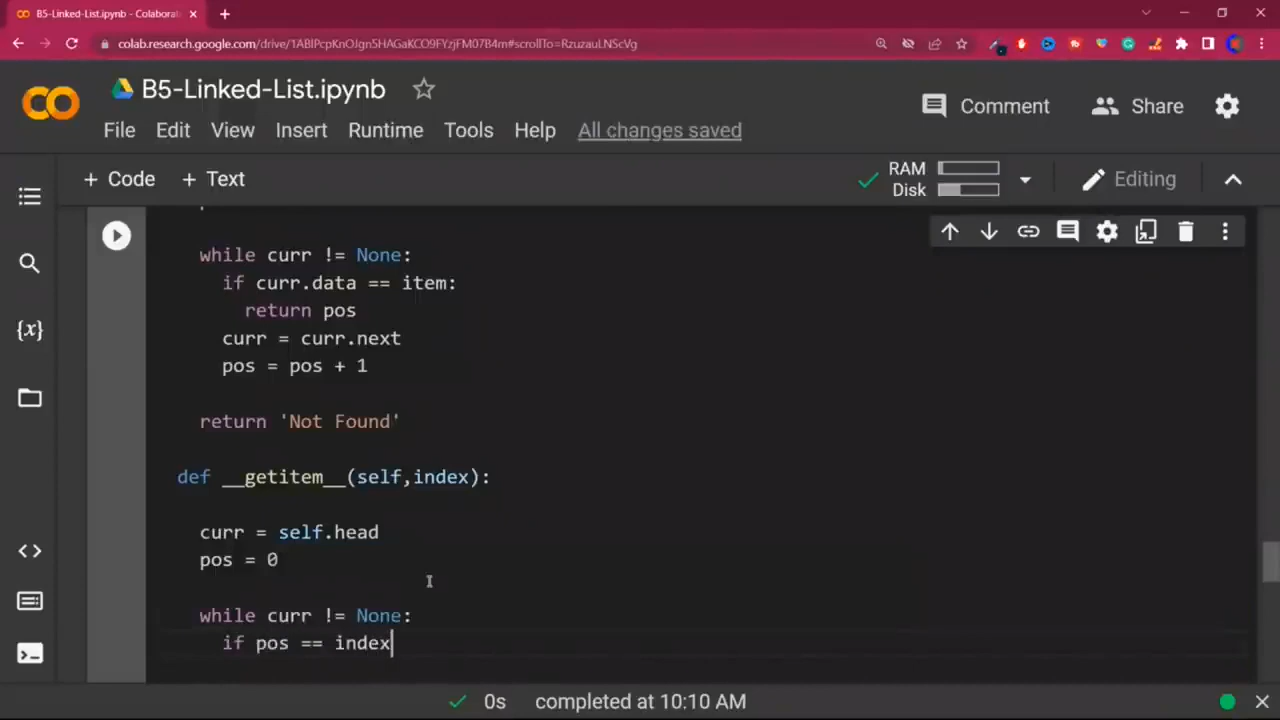 B5-Linked-List.ipynb - Colaborat
colab.research.google.com/drive/1ABlPcpKnOJgn5HAGaKCO9FYzjFM07B4m#scrollTo=RzuzauLNScVg
B5-Linked-List.ipynb
Comment
Share
File Edit View Insert Runtime Tools Help All changes saved
+ Code + Text
RAM
Disk
Editing
while curr != None:
if curr.data == item:
return pos
curr = curr.next
pos = pos + 1
return 'Not Found'
def __getitem__(self,index):
curr = self.head
pos = 0
while curr != None:
if pos == index
0s completed at 10:10 AM